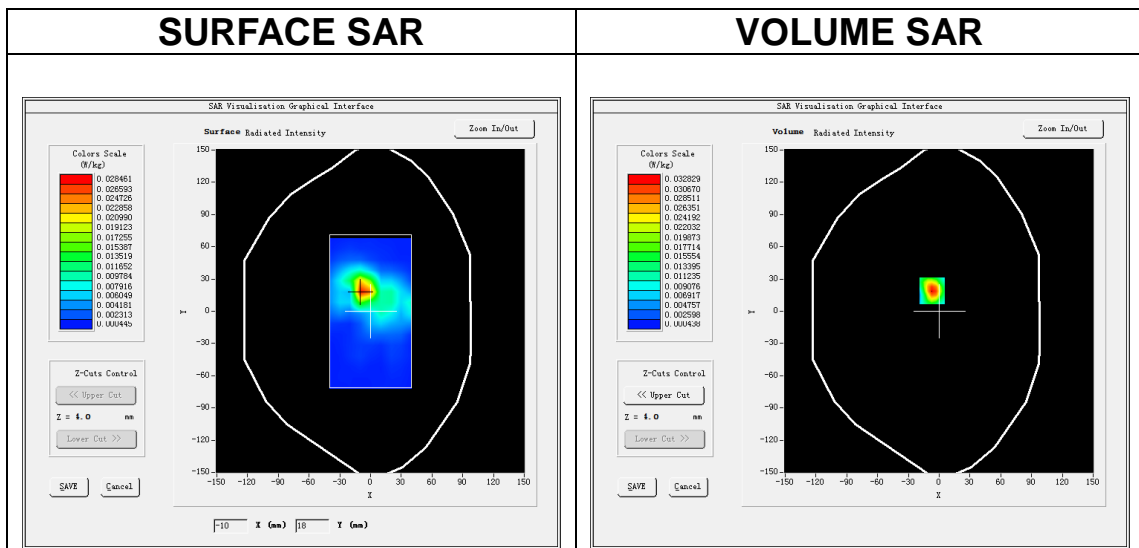 SURFACE SAR
VOLUME SAR
SAR Visualisation Graphical Interface
Surface Radiated Intensity
Zoom In/Out
Colors Scale
(W/kg)
0.028461
0.026593
0.024726
0.022858
0.020990
0.019123
0.017255
0.015387
0.013519
0.011652
0.009784
0.007916
0.006049
0.004181
0.002313
0.000445
150
120
90
60
30
0
-30
-60
-90
-120
-150
Y
-150 -120 -90 -60 -30 0 30 60 90 120 150
X
Z-Cuts Control
<< Upper Cut
Z = 4.0 mm
Lower Cut >>
SAVE Cancel
-10 X (mm) 18 Y (mm)
SAR Visualisation Graphical Interface
Volume Radiated Intensity
Zoom In/Out
Colors Scale
(W/kg)
0.032829
0.030670
0.028511
0.026351
0.024192
0.022032
0.019873
0.017714
0.015554
0.013395
0.011235
0.009076
0.006917
0.004757
0.002598
0.000438
150
120
90
60
30
0
-30
-60
-90
-120
-150
Y
-150 -120 -90 -60 -30 0 30 60 90 120 150
X
Z-Cuts Control
<< Upper Cut
Z = 4.0 mm
Lower Cut >>
SAVE Cancel